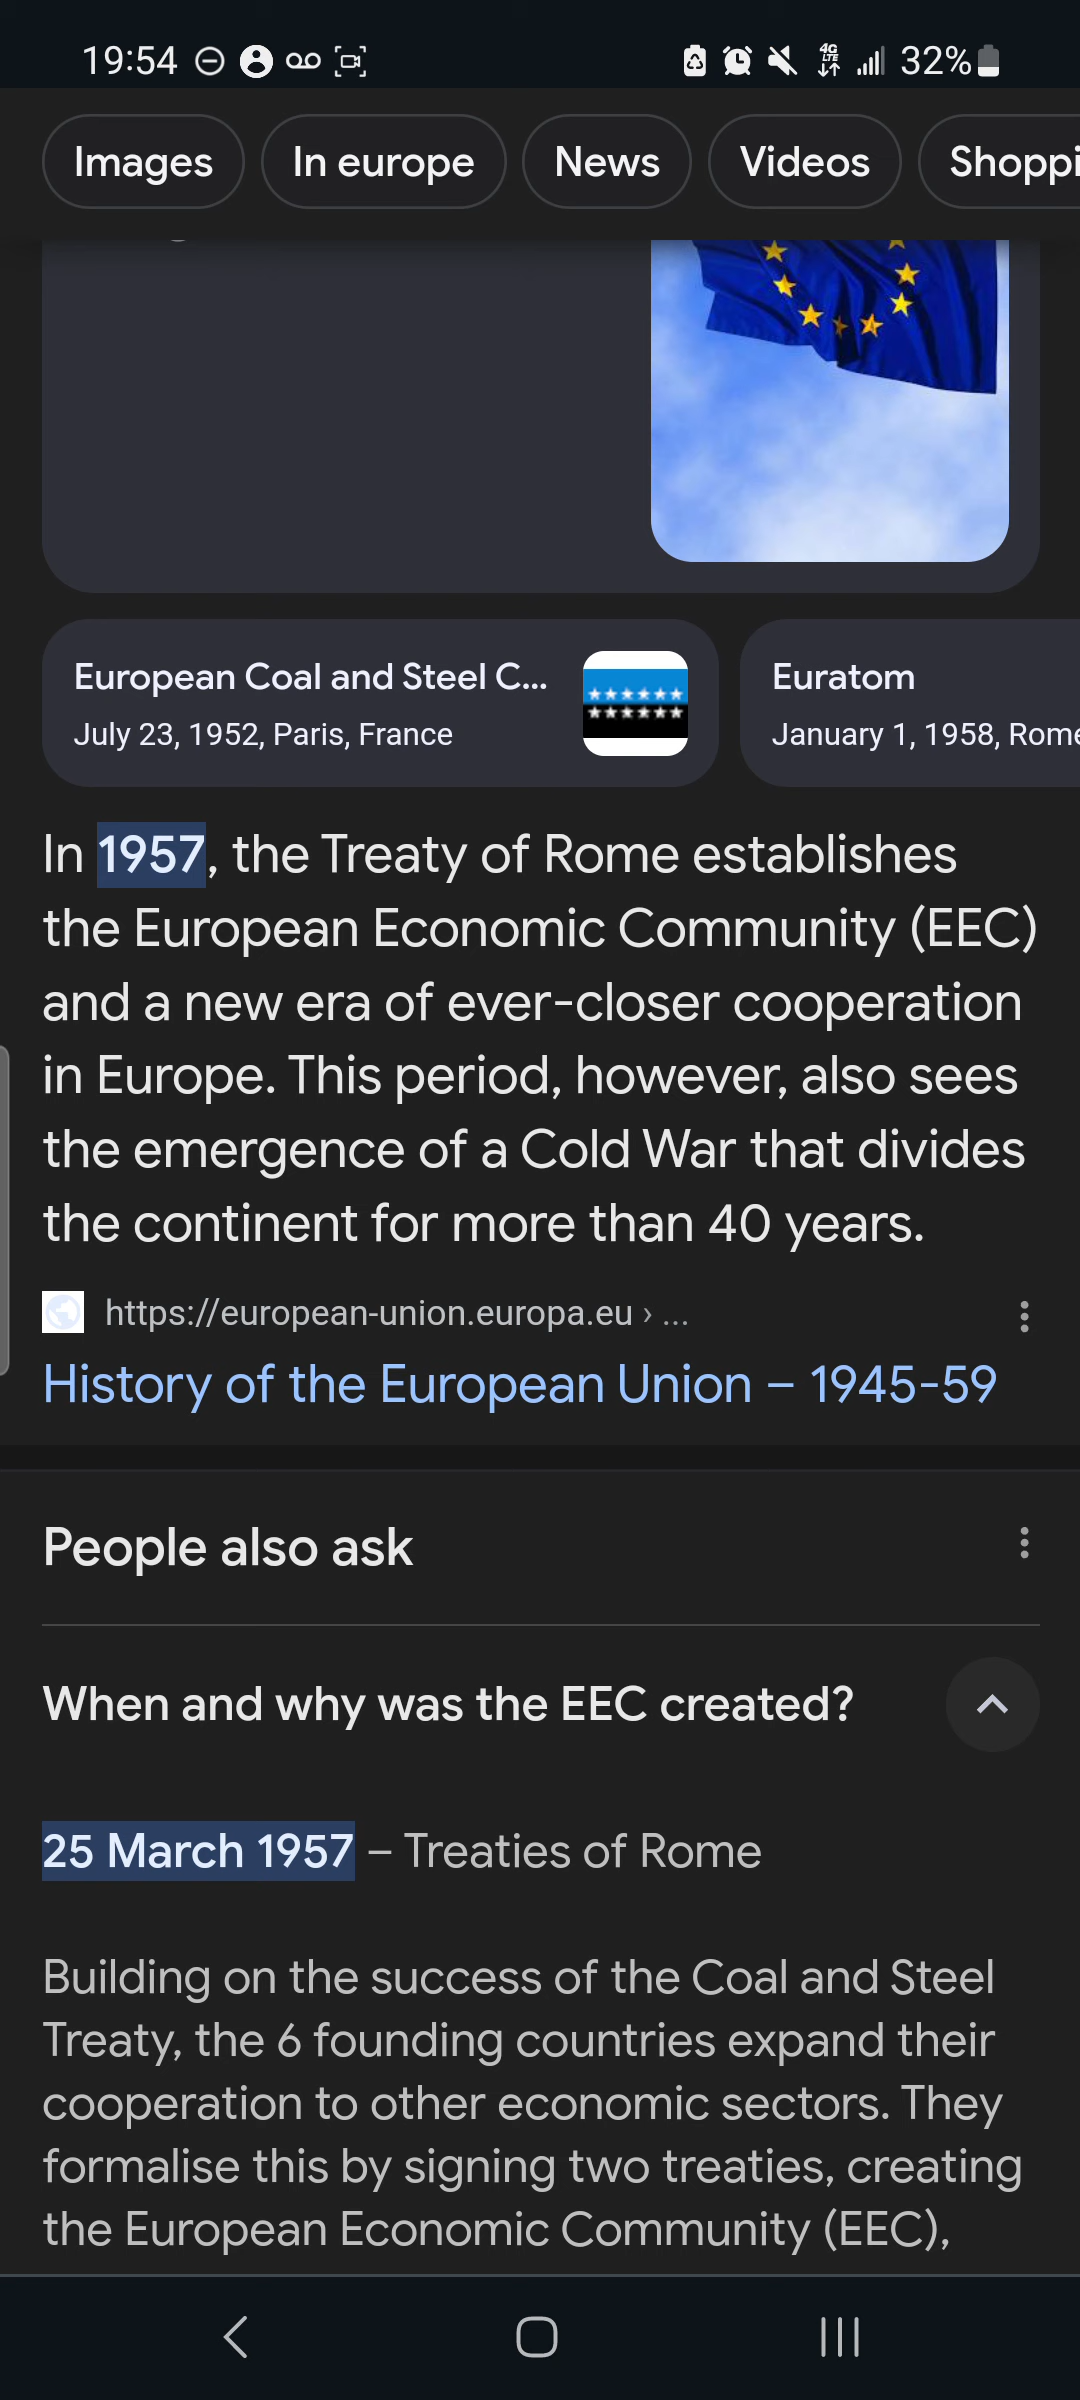 19:54
4G LTE 32%
Images In europe News Videos Shoppi
European Coal and Steel C... Euratom
July 23, 1952, Paris, France January 1, 1958, Rome
In 1957, the Treaty of Rome establishes
the European Economic Community (EEC)
and a new era of ever-closer cooperation
in Europe. This period, however, also sees
the emergence of a Cold War that divides
the continent for more than 40 years.
https://european-union.europa.eu › ...
History of the European Union – 1945-59
People also ask
When and why was the EEC created?
25 March 1957 – Treaties of Rome
Building on the success of the Coal and Steel
Treaty, the 6 founding countries expand their
cooperation to other economic sectors. They
formalise this by signing two treaties, creating
the European Economic Community (EEC),